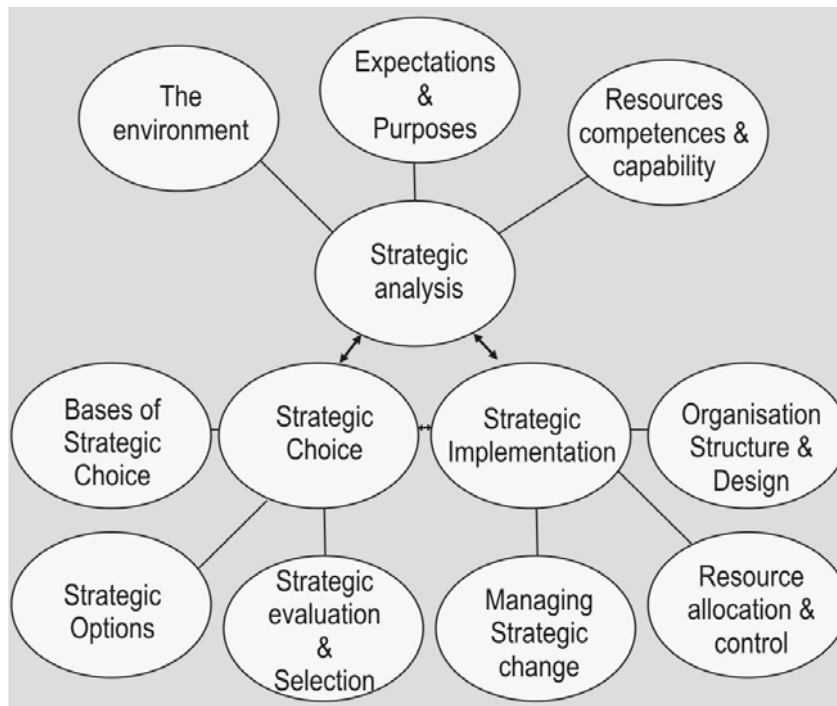 The
environment
Expectations
&
Purposes
Resources
competences &
capability
Strategic
analysis
Bases of
Strategic
Choice
Strategic
Choice
Strategic
Implementation
Organisation
Structure &
Design
Strategic
Options
Strategic
evaluation
&
Selection
Managing
Strategic
change
Resource
allocation &
control